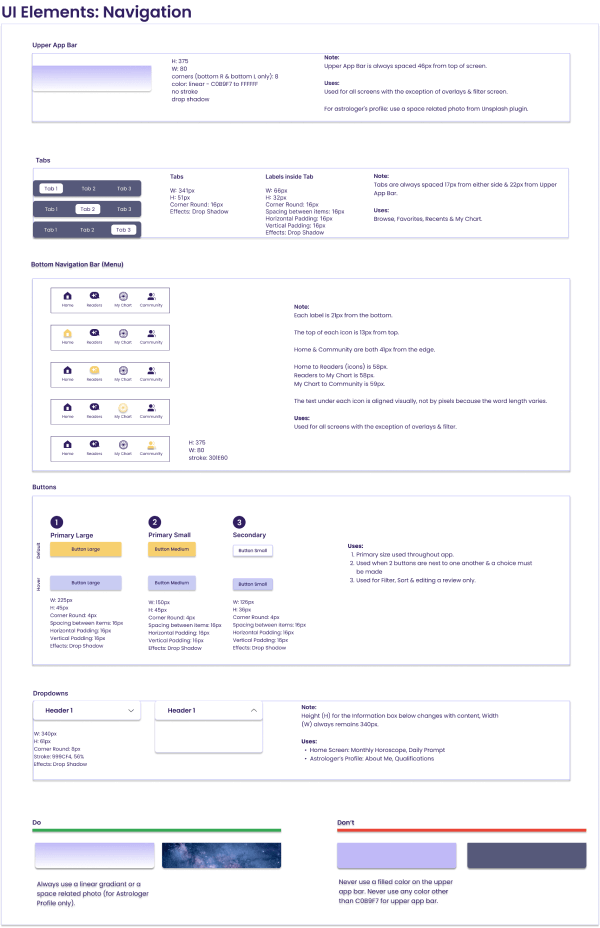 UI Elements: Navigation
Upper App Bar
H: 375
W: 80
corners (bottom R & bottom L only): 8
color: linear - C0B9F7 to FFFFFF
no stroke
drop shadow
Note:
Upper App Bar is always spaced 46px from top of screen.
Uses:
Used for all screens with the exception of overlays & filter screen.
For astrologer's profile: use a space related photo from Unsplash plugin.
Tabs
Tab 1 Tab 2 Tab 3
Tab 1 Tab 2 Tab 3
Tab 1 Tab 2 Tab 3
Tabs
W: 341px
H: 51px
Corner Round: 16px
Effects: Drop Shadow
Labels inside Tab
W: 66px
H: 32px
Corner Round: 16px
Spacing between items: 16px
Horizontal Padding: 16px
Vertical Padding: 16px
Effects: Drop Shadow
Note:
Tabs are always spaced 17px from either side & 22px from Upper
App Bar.
Uses:
Browse, Favorites, Recents & My Chart.
Bottom Navigation Bar (Menu)
Home Readers My Chart Community
Home Readers My Chart Community
Home Readers My Chart Community
Home Readers My Chart Community
Home Readers My Chart Community
H: 375
W: 80
stroke: 301E60
Note:
Each label is 21px from the bottom.
The top of each icon is 13px from top.
Home & Community are both 41px from the edge.
Home to Readers (icons) is 58px.
Readers to My Chart is 58px.
My Chart to Community is 59px.
The text under each icon is aligned visually, not by pixels because the word length varies.
Uses:
Used for all screens with the exception of overlays & filter.
Buttons
1
Primary Large
Default
Button Large
Hover
Button Large
W: 225px
H: 45px
Corner Round: 4px
Spacing between items: 16px
Horizontal Padding: 16px
Vertical Padding: 16px
Effects: Drop Shadow
2
Primary Small
Button Medium
Button Medium
W: 150px
H: 45px
Corner Round: 4px
Spacing between items: 16px
Horizontal Padding: 16px
Vertical Padding: 16px
Effects: Drop Shadow
3
Secondary
Button Small
Button Small
W: 126px
H: 36px
Corner Round: 4px
Spacing between items: 16px
Horizontal Padding: 16px
Vertical Padding: 16px
Effects: Drop Shadow
Uses:
1. Primary size used throughout app.
2. Used when 2 buttons are next to one another & a choice must
be made
3. Used for Filter, Sort & editing a review only.
Dropdowns
Header 1
Header 1
W: 340px
H: 61px
Corner Round: 8px
Stroke: 999CF4, 56%
Effects: Drop Shadow
Note:
Height (H) for the Information box below changes with content, Width
(W) always remains 340px.
Uses:
• Home Screen: Monthly Horoscope, Daily Prompt
• Astrologer's Profile: About Me, Qualifications
Do
Always use a linear gradiant or a
space related photo (for Astrologer
Profile only).
Don't
Never use a filled color on the upper
app bar. Never use any color other
than C0B9F7 for upper app bar.